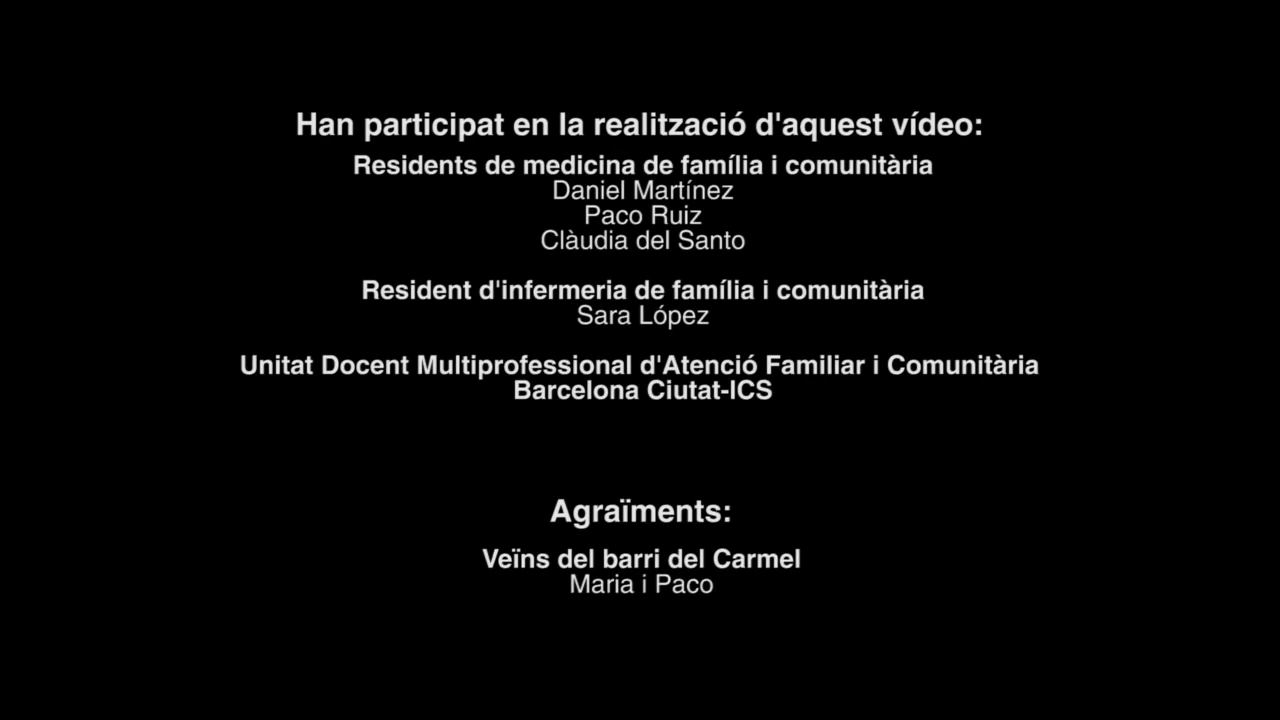 Han participat en la realització d'aquest vídeo:
Residents de medicina de família i comunitària
Daniel Martínez
Paco Ruiz
Clàudia del Santo
Resident d'infermeria de família i comunitària
Sara López
Unitat Docent Multiprofessional d'Atenció Familiar i Comunitària
Barcelona Ciutat-ICS
Agraïments:
Veïns del barri del Carmel
Maria i Paco